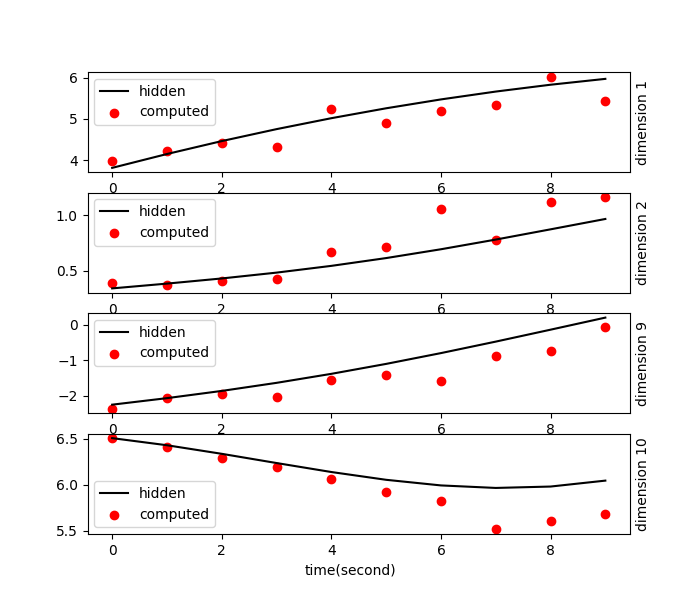 6
5
4
hidden
computed
0
2
4
6
8
dimension 1
1.0
0.5
hidden
computed
0
2
4
6
8
dimension 2
0
−1
−2
hidden
computed
0
2
4
6
8
dimension 9
6.5
6.0
5.5
hidden
computed
0
2
4
6
8
dimension 10
time(second)